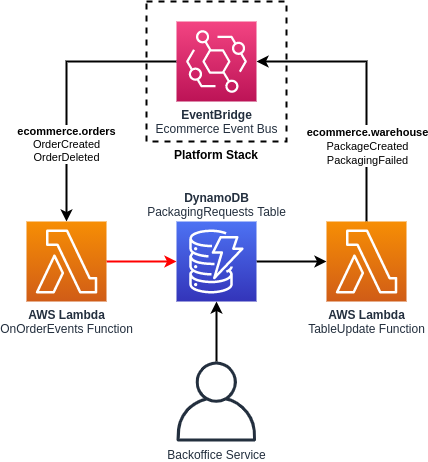 EventBridge
Ecommerce Event Bus
Platform Stack
ecommerce.orders
OrderCreated
OrderDeleted
ecommerce.warehouse
PackageCreated
PackagingFailed
DynamoDB
PackagingRequests Table
AWS Lambda
OnOrderEvents Function
AWS Lambda
TableUpdate Function
Backoffice Service